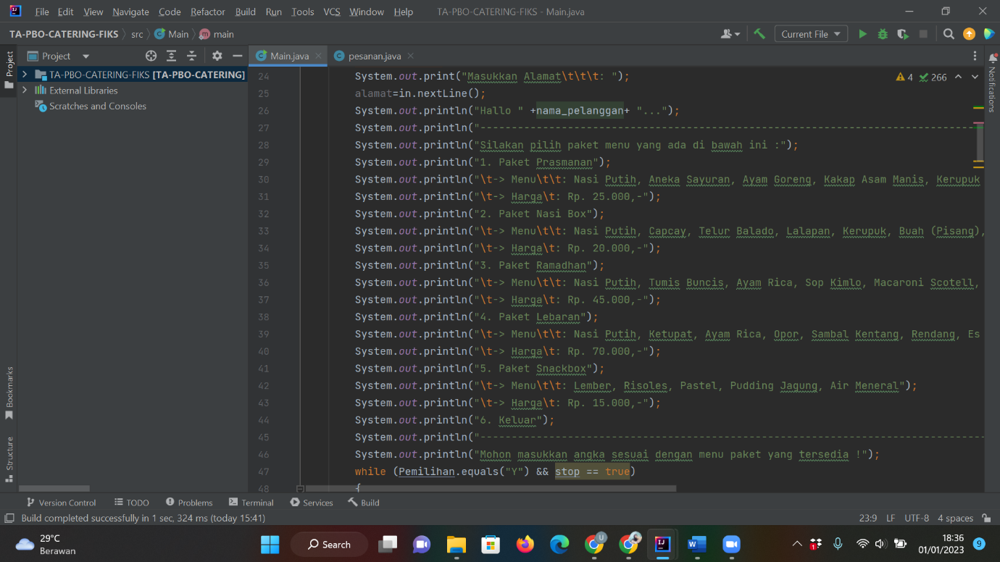 File Edit View Navigate Code Refactor Build Run Tools VCS Window Help TA-PBO-CATERING-FIKS - Main.java
TA-PBO-CATERING-FIKS src Main main Current File
Project Main.java pesanan.java
Project
TA-PBO-CATERING-FIKS [TA-PBO-CATERING]
External Libraries
Scratches and Consoles
Bookmarks
Structure
4 266
Notifications
24 System.out.print("Masukkan Alamat\t\t\t: ");
25 alamat=in.nextLine();
26 System.out.println("Hallo " +nama_pelanggan+ "...");
27 System.out.println("-------------------------------------------------------------------------------
28 System.out.println("Silakan pilih paket menu yang ada di bawah ini :");
29 System.out.println("1. Paket Prasmanan");
30 System.out.println("\t-> Menu\t\t: Nasi Putih, Aneka Sayuran, Ayam Goreng, Kakap Asam Manis, Kerupuk
31 System.out.println("\t-> Harga\t: Rp. 25.000,-");
32 System.out.println("2. Paket Nasi Box");
33 System.out.println("\t-> Menu\t\t: Nasi Putih, Capcay, Telur Balado, Lalapan, Kerupuk, Buah (Pisang),
34 System.out.println("\t-> Harga\t: Rp. 20.000,-");
35 System.out.println("3. Paket Ramadhan");
36 System.out.println("\t-> Menu\t\t: Nasi Putih, Tumis Buncis, Ayam Rica, Sop Kimlo, Macaroni Scotell,
37 System.out.println("\t-> Harga\t: Rp. 45.000,-");
38 System.out.println("4. Paket Lebaran");
39 System.out.println("\t-> Menu\t\t: Nasi Putih, Ketupat, Ayam Rica, Opor, Sambal Kentang, Rendang, Es
40 System.out.println("\t-> Harga\t: Rp. 70.000,-");
41 System.out.println("5. Paket Snackbox");
42 System.out.println("\t-> Menu\t\t: Lember, Risoles, Pastel, Pudding Jagung, Air Meneral");
43 System.out.println("\t-> Harga\t: Rp. 15.000,-");
44 System.out.println("6. Keluar");
45 System.out.println("-------------------------------------------------------------------------------
46 System.out.println("Mohon masukkan angka sesuai dengan menu paket yang tersedia !");
47 while (Pemilihan.equals("Y") && stop == true)
48 {
Version Control TODO Problems Terminal Services Build
Build completed successfully in 1 sec, 324 ms (today 15:41) 23:9 LF UTF-8 4 spaces
29°C
Berawan
Search
18:36
01/01/2023
9